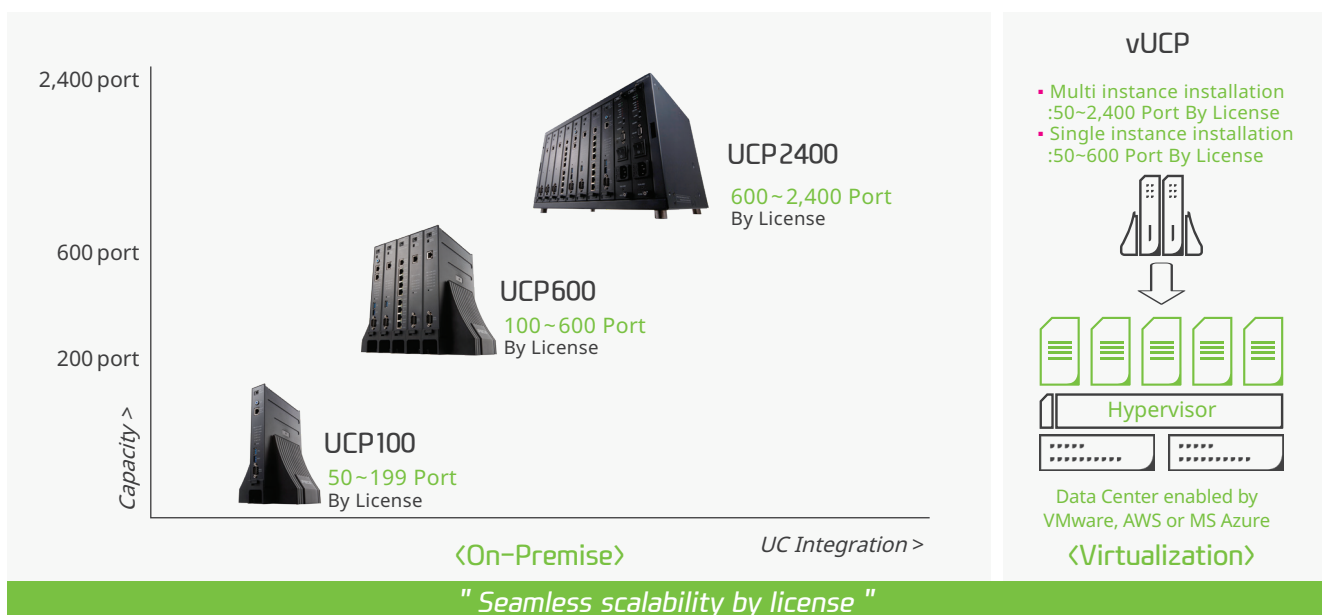 2,400 port
600 port
200 port
Capacity >
UCP2400
600~2,400 Port
By License
UCP600
100~600 Port
By License
UCP100
50~199 Port
By License
UC Integration >
<On-Premise>
vUCP
▪ Multi instance installation
:50~2,400 Port By License
▪ Single instance installation
:50~600 Port By License
Hypervisor
Data Center enabled by
VMware, AWS or MS Azure
<Virtualization>
" Seamless scalability by license "